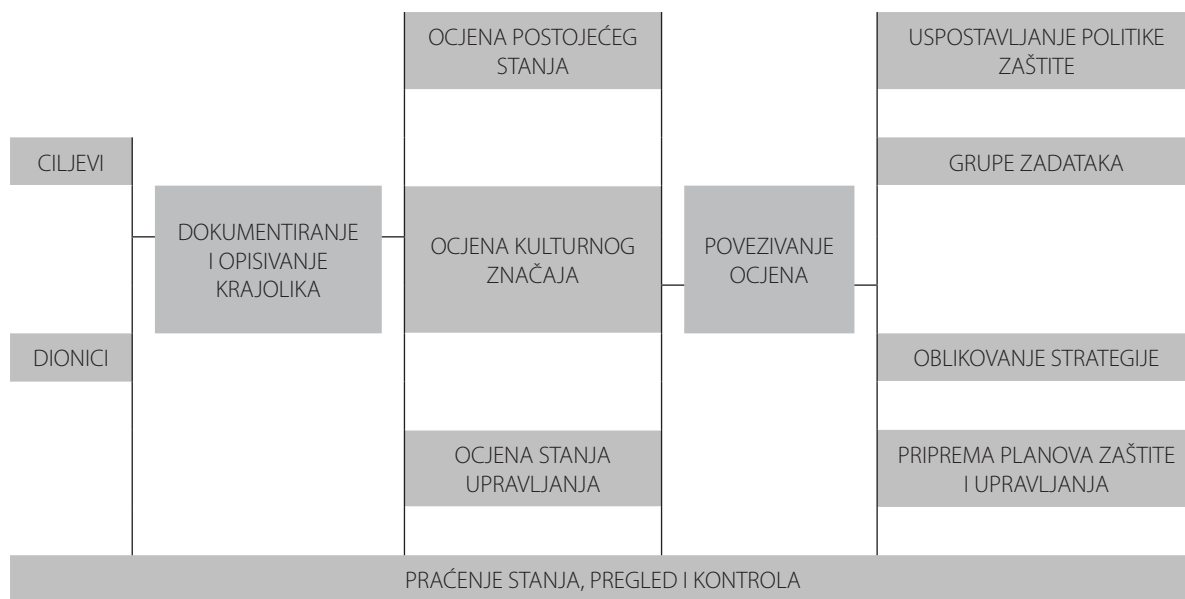 CILJEVI
DIONICI
DOKUMENTIRANJE
I OPISIVANJE
KRAJOLIKA
OCJENA POSTOJEĆEG
STANJA
OCJENA KULTURNOG
ZNAČAJA
OCJENA STANJA
UPRAVLJANJA
POVEZIVANJE
OCJENA
USPOSTAVLJANJE POLITIKE
ZAŠTITE
GRUPE ZADATAKA
OBLIKOVANJE STRATEGIJE
PRIPREMA PLANOVA ZAŠTITE
I UPRAVLJANJA
PRAĆENJE STANJA, PREGLED I KONTROLA